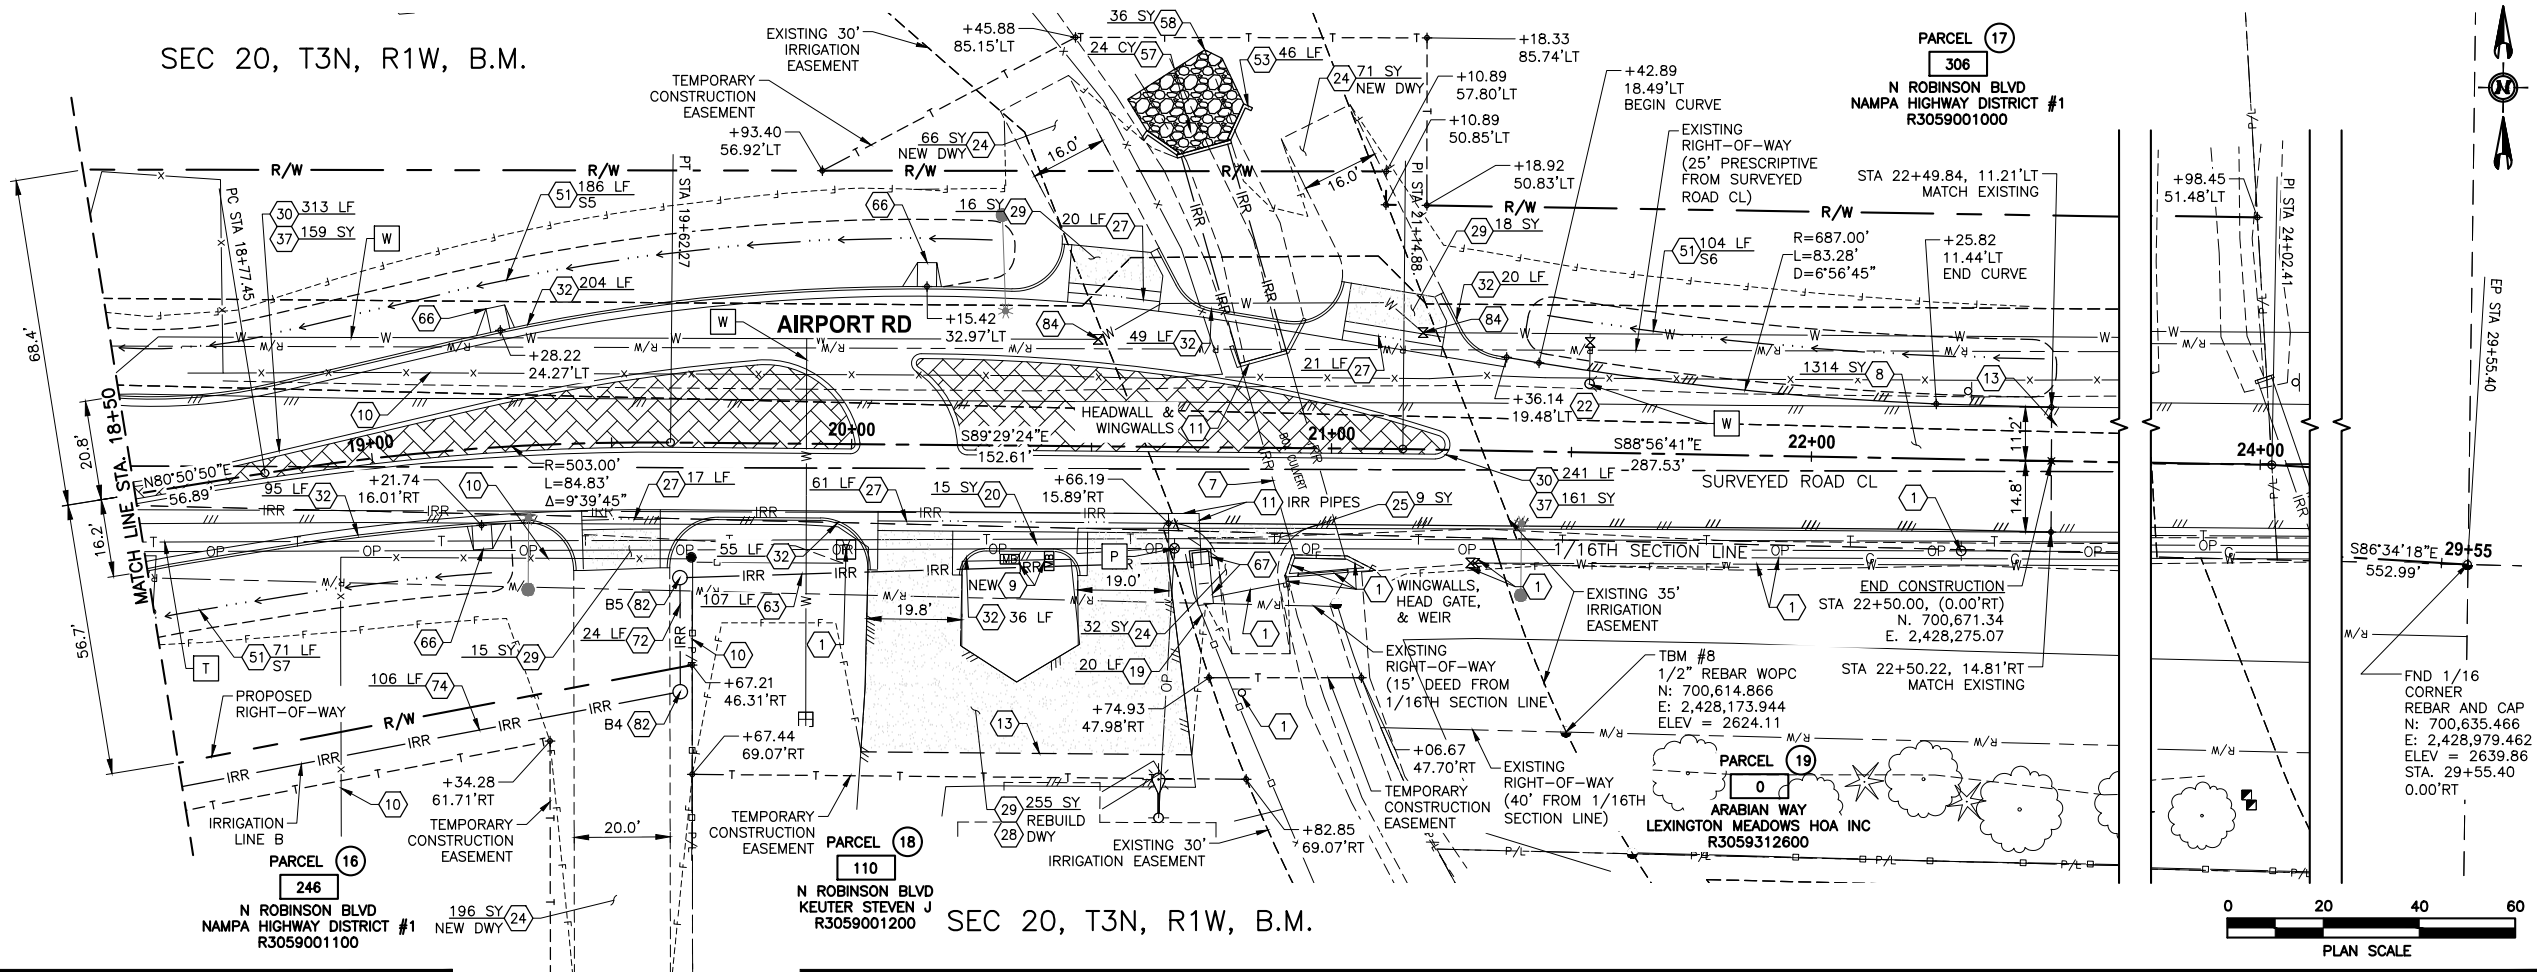 SEC 20, T3N, R1W, B.M.
EXISTING 30'
IRRIGATION
EASEMENT
TEMPORARY
CONSTRUCTION
EASEMENT
+93.40
56.92'LT
+45.88
85.15'LT
36 SY 58
24 CY 57
53 46 LF
24 71 SY
NEW DWY
+18.33
85.74'LT
+10.89
57.80'LT
+10.89
50.85'LT
+18.92
50.83'LT
+42.89
18.49'LT
BEGIN CURVE
EXISTING
RIGHT-OF-WAY
(25' PRESCRIPTIVE
FROM SURVEYED
ROAD CL)
PARCEL 17
306
N ROBINSON BLVD
NAMPA HIGHWAY DISTRICT #1
R3059001000
STA 22+49.84, 11.21'LT
MATCH EXISTING
+98.45
51.48'LT
PI STA 24+02.41
EP STA 29+55.40
N
R/W
R/W
R/W
R/W
R/W
R/W
66 SY 24
NEW DWY
16.0'
16.0'
PC STA 18+77.45
PT STA 19+62.27
PI STA 21+14.88
30 313 LF
37 159 SY
W
51 186 LF
S5
66
16 SY 29
20 LF 27
29 18 SY
32 20 LF
51 104 LF
S6
R=687.00'
L=83.28'
D=6°56'45"
+25.82
11.44'LT
END CURVE
68.4'
32 204 LF
66
W
AIRPORT RD
+15.42
32.97'LT
84
84
49 LF 32
21 LF 27
+28.22
24.27'LT
10
1314 SY 8
13
+36.14
19.48'LT
22
W
HEADWALL &
WINGWALLS 11
20.8'
MATCH LINE STA. 18+50
19+00
20+00
21+00
22+00
24+00
29+55
S89°29'24"E
152.61'
S88°56'41"E
287.53'
11.2'
14.8'
N80°50'50"E
56.89'
R=503.00'
L=84.83'
Δ=9°39'45"
BOX CULVERT
30 241 LF
37 161 SY
SURVEYED ROAD CL
95 LF 32
+21.74
16.01'RT
10
27 17 LF
61 LF 27
15 SY 20
+66.19
15.89'RT
7
11 IRR PIPES
25 9 SY
1
16.2'
55 LF 32
P
1/16TH SECTION LINE
S86°34'18"E
552.99'
NEW 9
MB
19.0'
67
1 WINGWALLS,
HEAD GATE,
& WEIR
1
EXISTING 35'
IRRIGATION
EASEMENT
1
END CONSTRUCTION
STA 22+50.00, (0.00'RT)
N. 700,671.34
E. 2,428,275.07
B5 82
107 LF 63
19.8'
32 36 LF
32 SY 24
1
56.7'
66
24 LF 72
10
1
20 LF 19
EXISTING
RIGHT-OF-WAY
(15' DEED FROM
1/16TH SECTION LINE
TBM #8
1/2" REBAR WOPC
N: 700,614.866
E: 2,428,173.944
ELEV = 2624.11
STA 22+50.22, 14.81'RT
MATCH EXISTING
51 71 LF
S7
15 SY 29
T
106 LF 74
+67.21
46.31'RT
PROPOSED
RIGHT-OF-WAY
R/W
B4 82
13
+74.93
47.98'RT
1
FND 1/16
CORNER
REBAR AND CAP
N: 700,635.466
E: 2,428,979.462
ELEV = 2639.86
STA. 29+55.40
0.00'RT
+67.44
69.07'RT
+06.67
47.70'RT
+34.28
61.71'RT
10
IRRIGATION
LINE B
TEMPORARY
CONSTRUCTION
EASEMENT
20.0'
TEMPORARY
CONSTRUCTION
EASEMENT
29 255 SY
REBUILD
28 DWY
EXISTING 30'
IRRIGATION EASEMENT
+82.85
69.07'RT
TEMPORARY
CONSTRUCTION
EASEMENT
EXISTING
RIGHT-OF-WAY
(40' FROM 1/16TH
SECTION LINE)
PARCEL 19
0
ARABIAN WAY
LEXINGTON MEADOWS HOA INC
R3059312600
PARCEL 16
246
N ROBINSON BLVD
NAMPA HIGHWAY DISTRICT #1
R3059001100
196 SY 24
NEW DWY
PARCEL 18
110
N ROBINSON BLVD
KEUTER STEVEN J
R3059001200
SEC 20, T3N, R1W, B.M.
0 20 40 60
PLAN SCALE